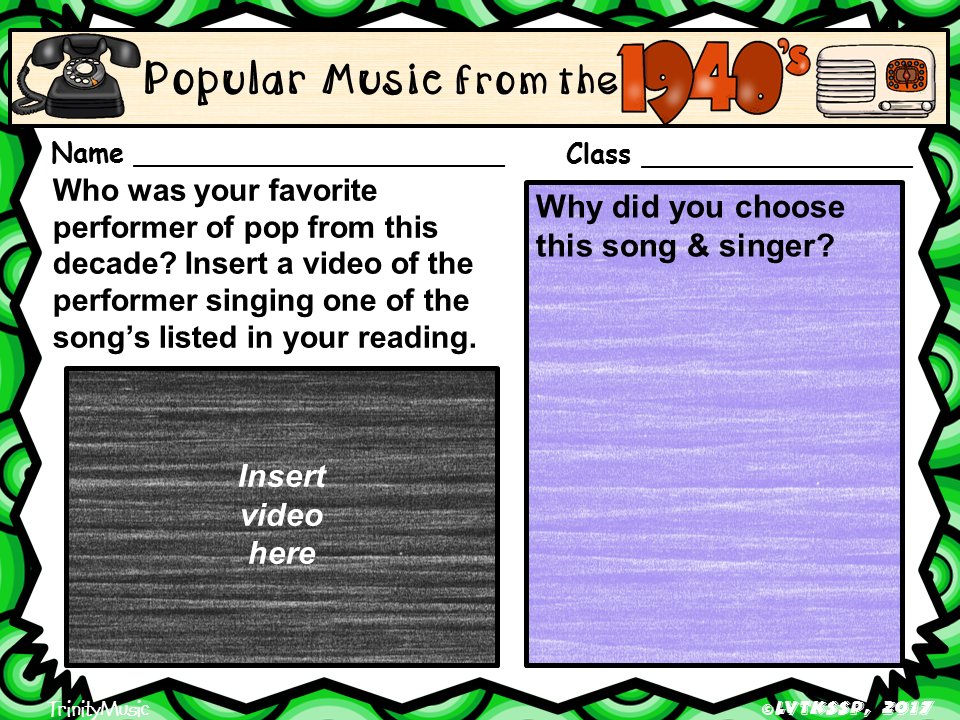 Popular Music from the 1940's
Name
Class
Who was your favorite
performer of pop from this
decade? Insert a video of the
performer singing one of the
song's listed in your reading.
Why did you choose
this song & singer?
Insert
video
here
TrinityMusic
©LVTKSSP, 2017